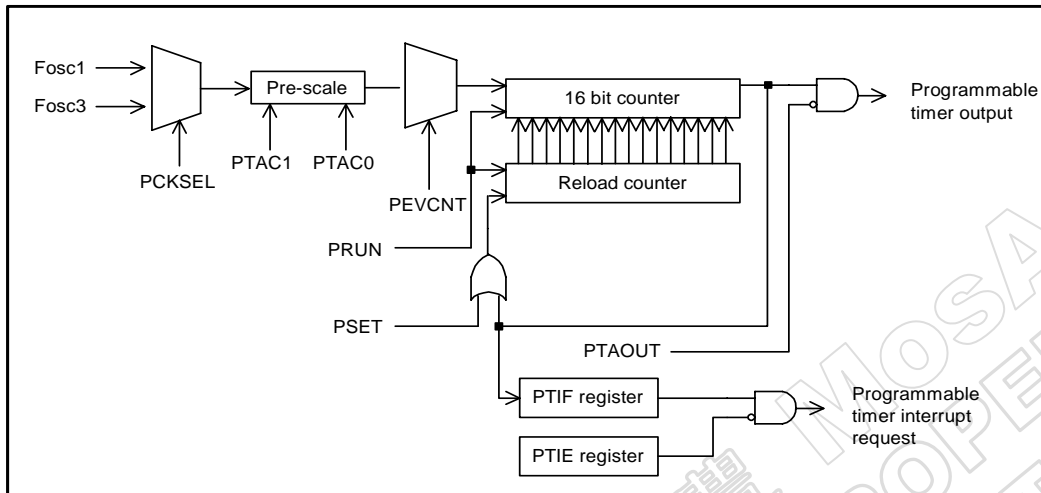 Fosc1
Fosc3
Pre-scale
16 bit counter
Programmable
timer output
PTAC1
PTAC0
PCKSEL
PEVCNT
Reload counter
PRUN
PSET
PTAOUT
PTIF register
PTIE register
Programmable
timer interrupt
request